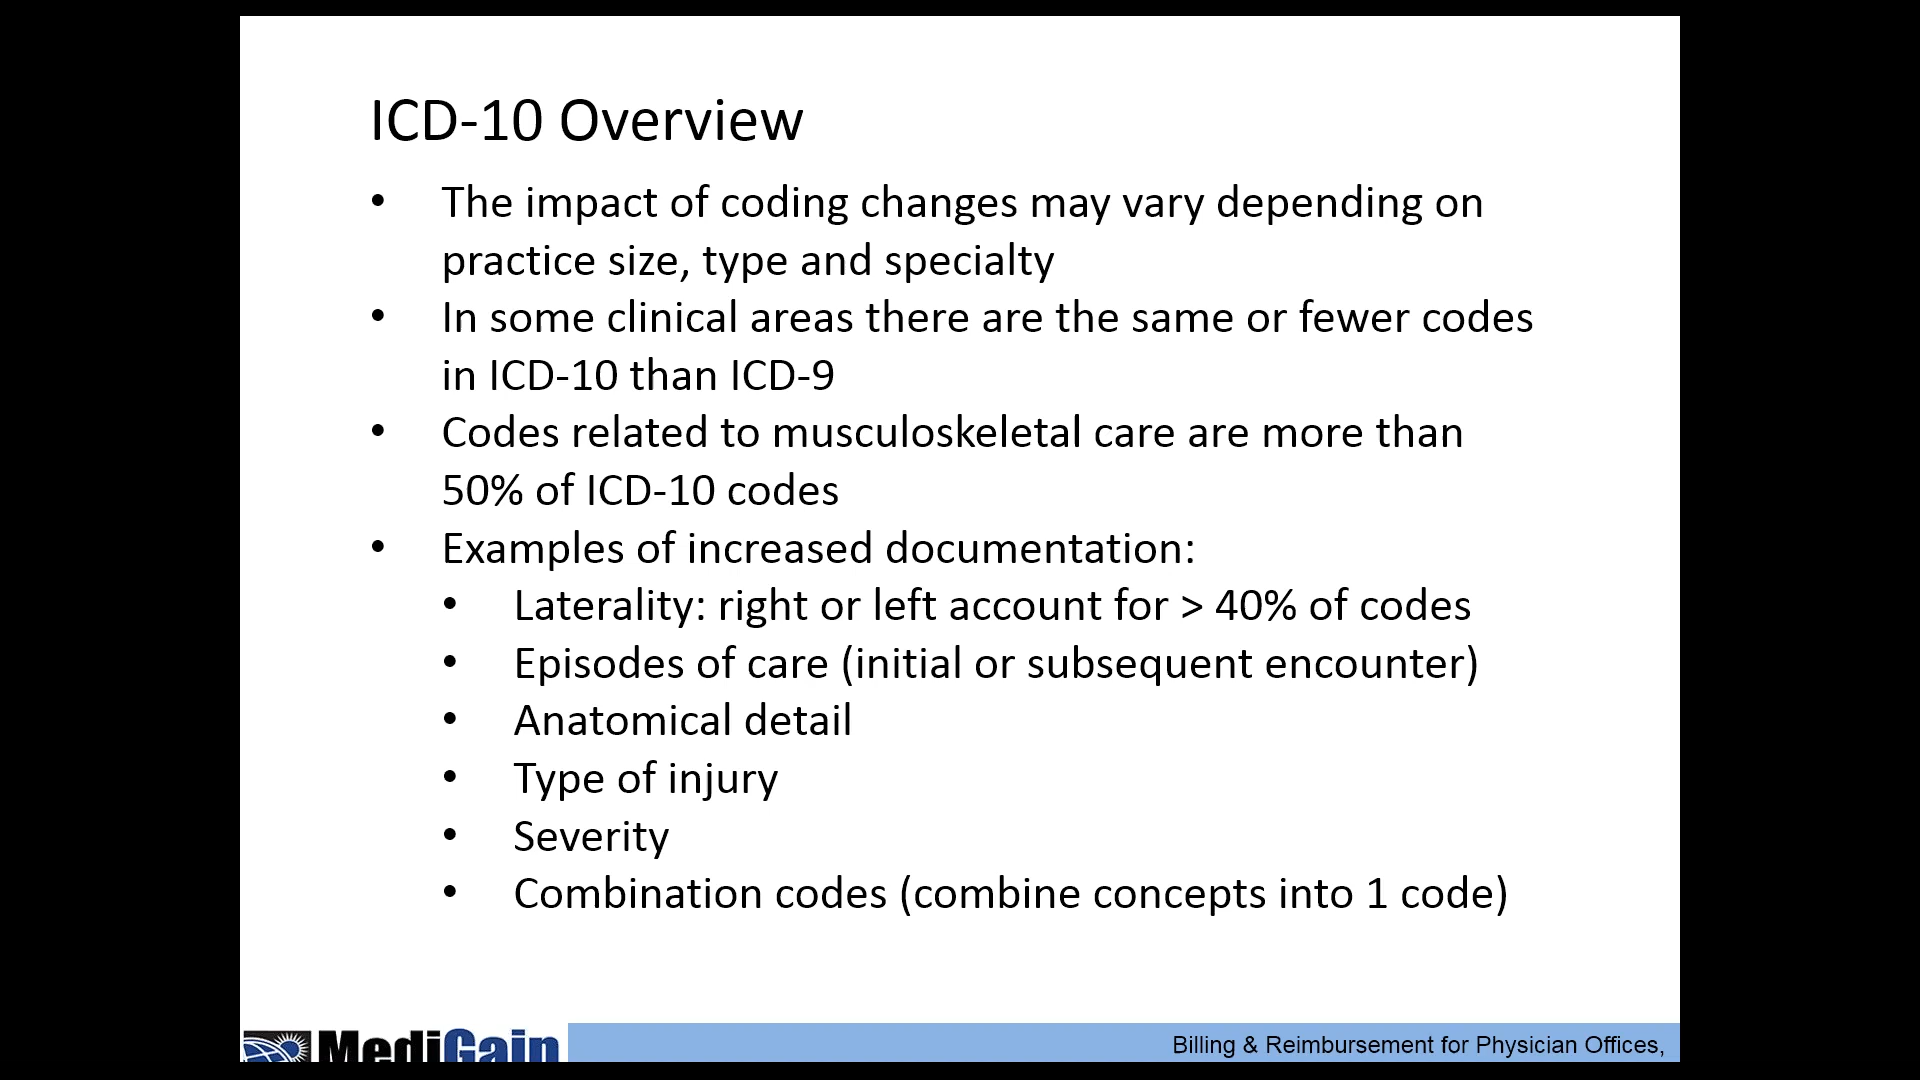 ICD-10 Overview
• The impact of coding changes may vary depending on
practice size, type and specialty
• In some clinical areas there are the same or fewer codes
in ICD-10 than ICD-9
• Codes related to musculoskeletal care are more than
50% of ICD-10 codes
• Examples of increased documentation:
• Laterality: right or left account for > 40% of codes
• Episodes of care (initial or subsequent encounter)
• Anatomical detail
• Type of injury
• Severity
• Combination codes (combine concepts into 1 code)
MediGain
Billing & Reimbursement for Physician Offices,